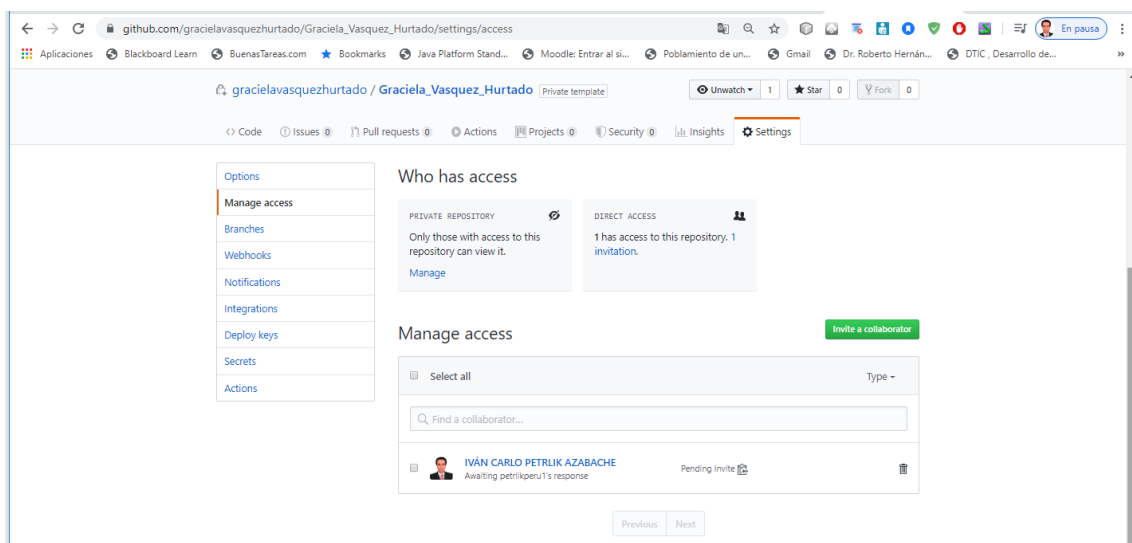 github.com/gracielavasquezhurtado/Graciela_Vasquez_Hurtado/settings/access
En pausa
Aplicaciones Blackboard Learn BuenasTareas.com Bookmarks Java Platform Stand... Moodle: Entrar al si... Poblamiento de un... Gmail Dr. Roberto Hernán... DTIC , Desarrollo de... »
gracielavasquezhurtado / Graciela_Vasquez_Hurtado Private template
Unwatch 1 Star 0 Fork 0
Code Issues 0 Pull requests 0 Actions Projects 0 Security 0 Insights Settings
Options
Manage access
Branches
Webhooks
Notifications
Integrations
Deploy keys
Secrets
Actions
Who has access
PRIVATE REPOSITORY
Only those with access to this
repository can view it.
Manage
DIRECT ACCESS
1 has access to this repository. 1
invitation.
Manage access
Invite a collaborator
Select all Type
Find a collaborator...
IVÁN CARLO PETRLIK AZABACHE
Awaiting petrlikperu1's response
Pending Invite
Previous Next